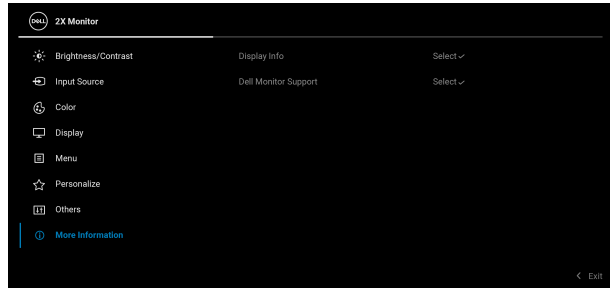 DELL 2X Monitor
Brightness/Contrast Display Info Select
Input Source Dell Monitor Support Select
Color
Display
Menu
Personalize
Others
More Information
Exit